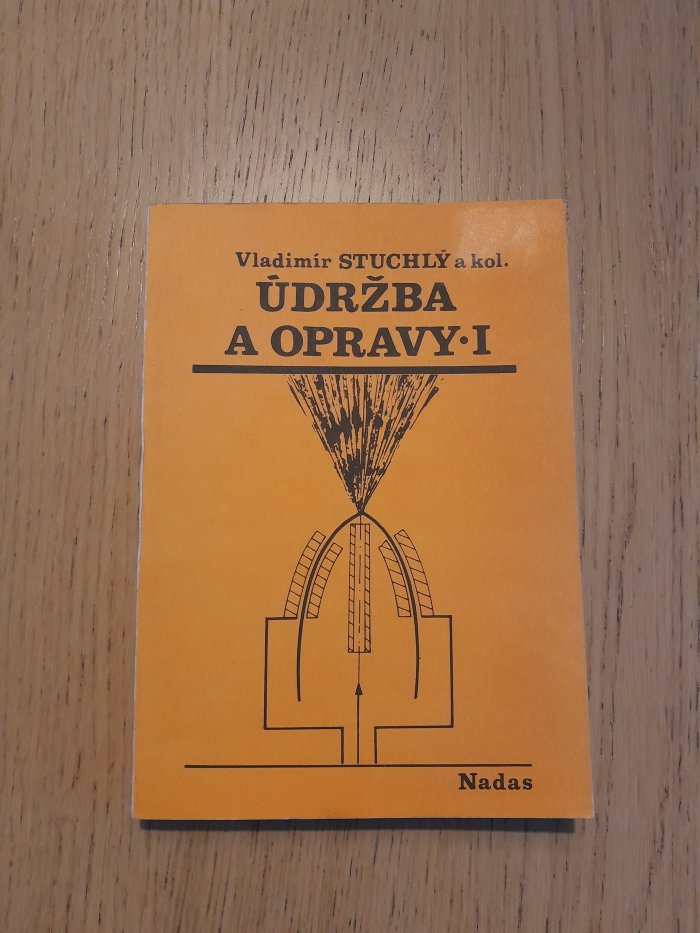 Vladimír STUCHLÝ a kol.
ÚDRŽBA
A OPRAVY·I
Nadas